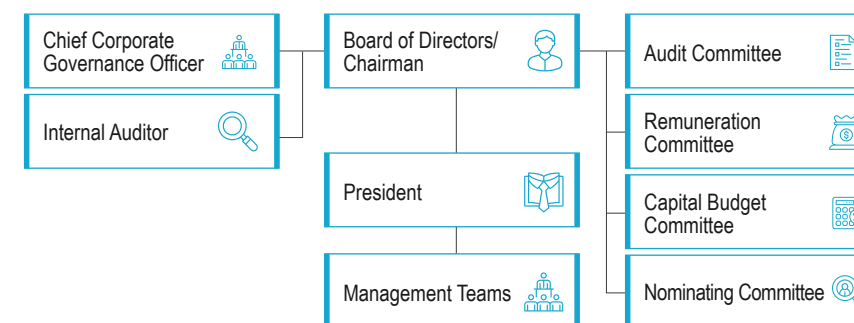 Chief Corporate
Governance Officer
Internal Auditor
Board of Directors/
Chairman
President
Management Teams
Audit Committee
Remuneration
Committee
Capital Budget
Committee
Nominating Committee